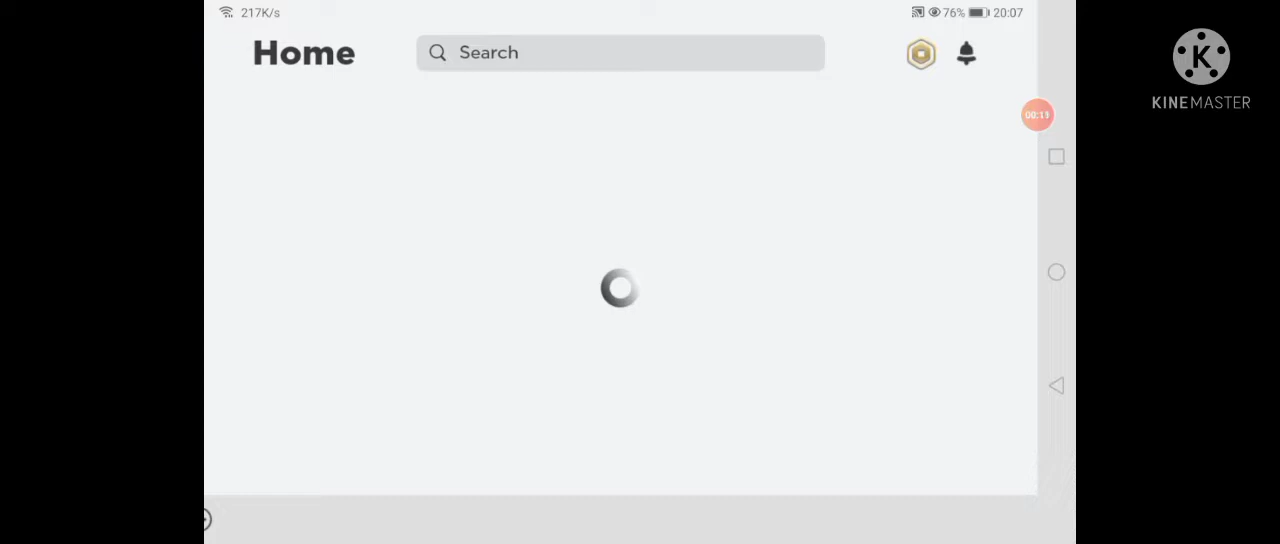 217K/s
76%
20:07
Home
Search
00:11
K
KINEMASTER